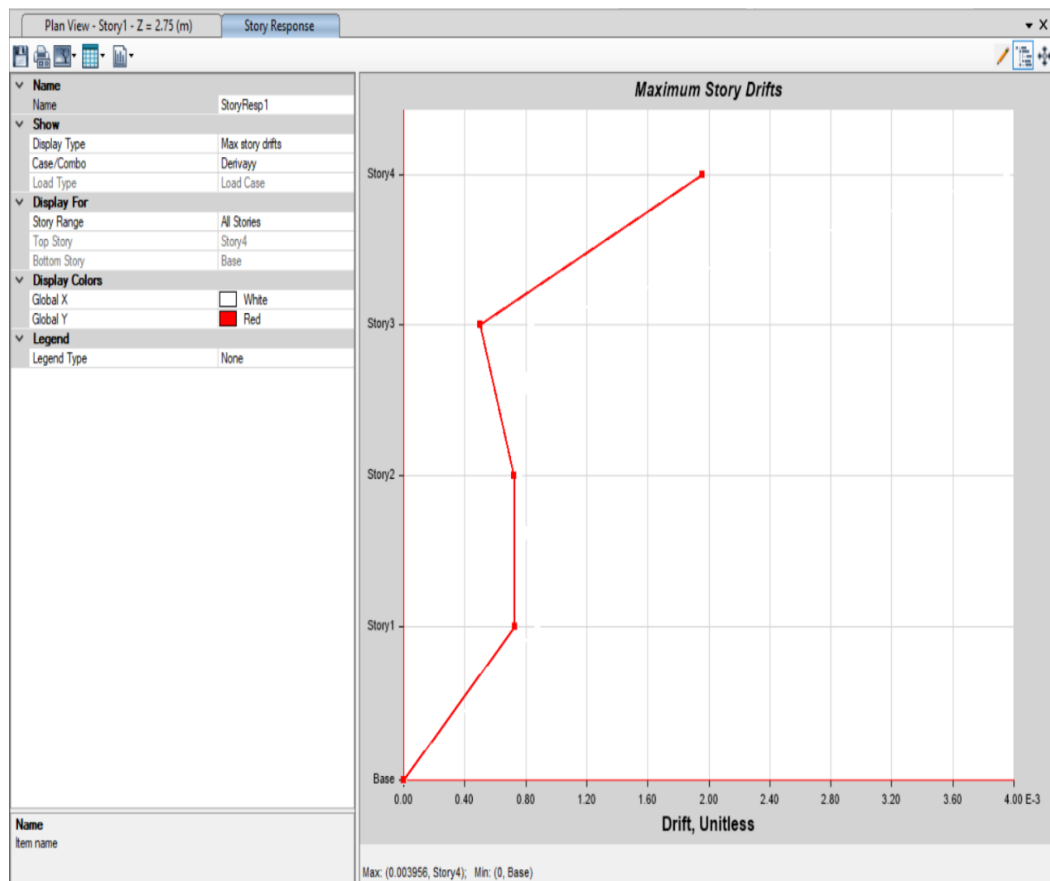 Plan View - Story1 - Z = 2.75 (m) Story Response X
Name
Name StoryResp1
Show
Display Type Max story drifts
Case/Combo Derivayy
Load Type Load Case
Display For
Story Range All Stories
Top Story Story4
Bottom Story Base
Display Colors
Global X White
Global Y Red
Legend
Legend Type None
Name
Item name
Maximum Story Drifts
Story4
Story3
Story2
Story1
Base
0.00 0.40 0.80 1.20 1.60 2.00 2.40 2.80 3.20 3.60 4.00 E-3
Drift, Unitless
Max: (0.003956, Story4); Min: (0, Base)